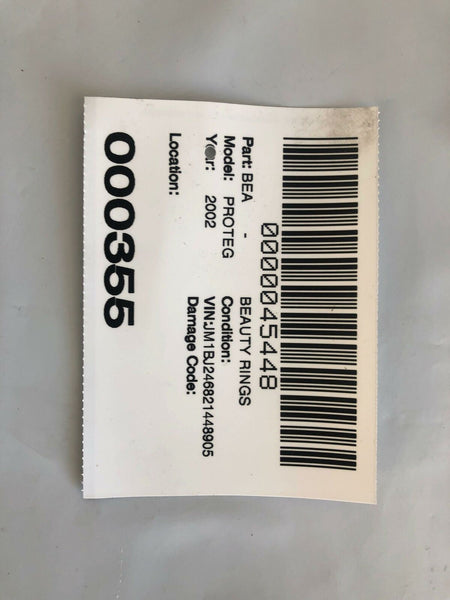 0000045448
Part: BEA - BEAUTY RINGS
Model: PROTEG Condition:
Year: 2002 VIN:JM1BJ246821448905
Damage Code:
Location:
000355